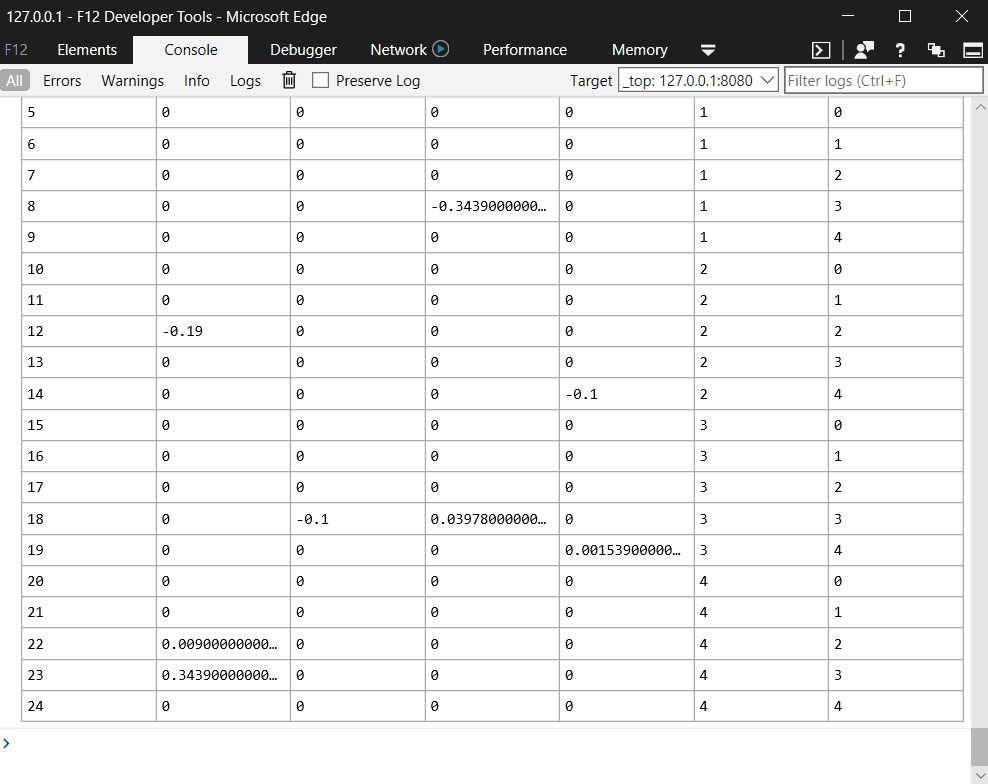 127.0.0.1 - F12 Developer Tools - Microsoft Edge
F12 Elements Console Debugger Network Performance Memory ?
All Errors Warnings Info Logs Preserve Log Target _top: 127.0.0.1:8080 Filter logs (Ctrl+F)
5 0 0 0 0 1 0
6 0 0 0 0 1 1
7 0 0 0 0 1 2
8 0 0 -0.3439000000... 0 1 3
9 0 0 0 0 1 4
10 0 0 0 0 2 0
11 0 0 0 0 2 1
12 -0.19 0 0 0 2 2
13 0 0 0 0 2 3
14 0 0 0 -0.1 2 4
15 0 0 0 0 3 0
16 0 0 0 0 3 1
17 0 0 0 0 3 2
18 0 -0.1 0.03978000000... 0 3 3
19 0 0 0 0.00153900000... 3 4
20 0 0 0 0 4 0
21 0 0 0 0 4 1
22 0.00900000000... 0 0 0 4 2
23 0.34390000000... 0 0 0 4 3
24 0 0 0 0 4 4